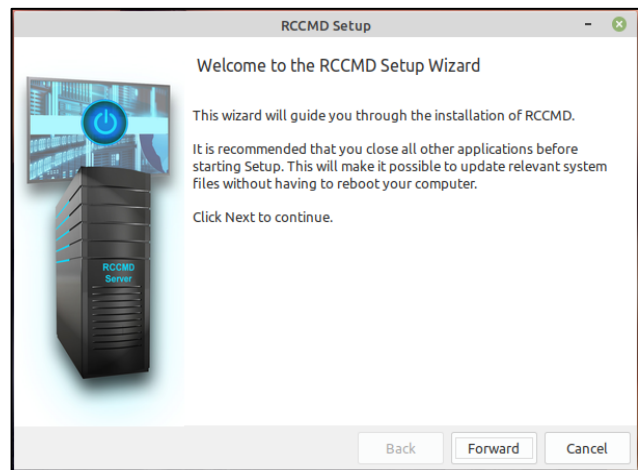 RCCMD Setup
Welcome to the RCCMD Setup Wizard
This wizard will guide you through the installation of RCCMD.
It is recommended that you close all other applications before
starting Setup. This will make it possible to update relevant system
files without having to reboot your computer.
Click Next to continue.
RCCMD
Server
Back Forward Cancel